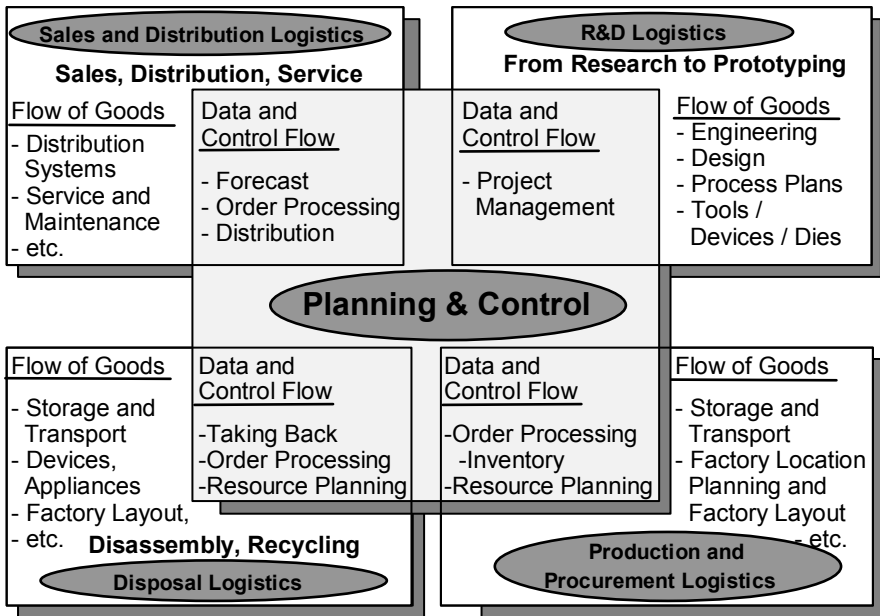 Sales and Distribution Logistics
Sales, Distribution, Service
Flow of Goods
- Distribution
Systems
- Service and
Maintenance
- etc.
Data and
Control Flow
- Forecast
- Order Processing
- Distribution
R&D Logistics
From Research to Prototyping
Data and
Control Flow
- Project
Management
Flow of Goods
- Engineering
- Design
- Process Plans
- Tools /
Devices / Dies
Planning & Control
Flow of Goods
- Storage and
Transport
- Devices,
Appliances
- Factory Layout,
- etc.
Data and
Control Flow
-Taking Back
-Order Processing
-Resource Planning
Disassembly, Recycling
Disposal Logistics
Data and
Control Flow
-Order Processing
-Inventory
-Resource Planning
Flow of Goods
- Storage and
Transport
- Factory Location
Planning and
Factory Layout
- etc.
Production and
Procurement Logistics